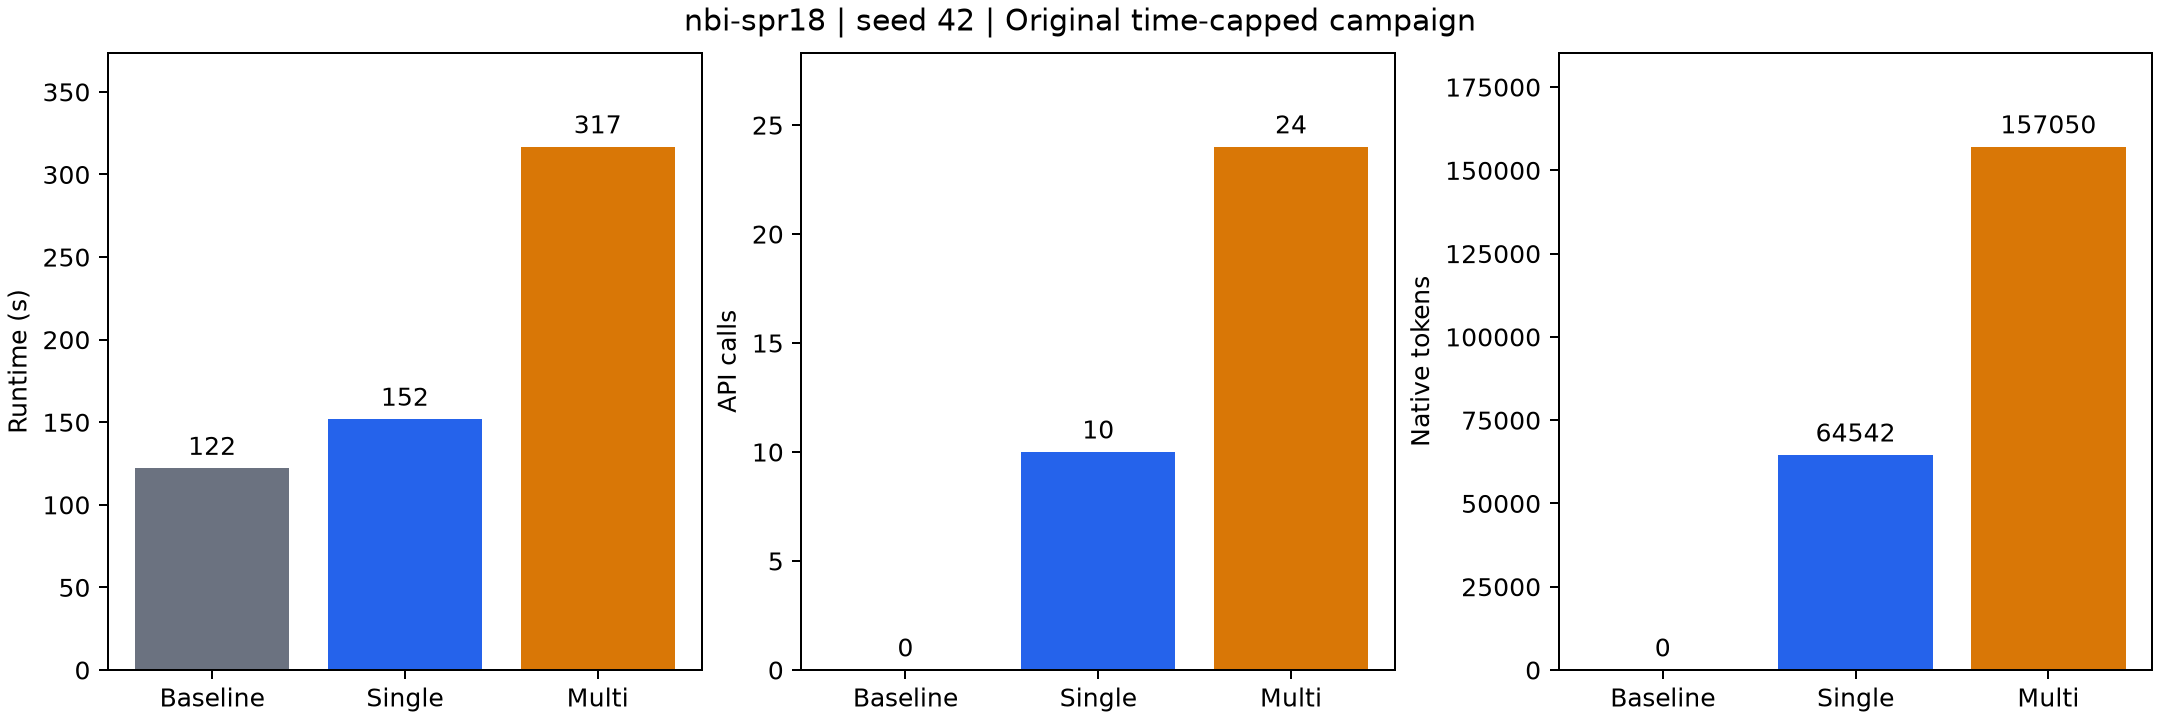 nbi-spr18 | seed 42 | Original time-capped campaign
Runtime (s)
350
300
250
200
150
100
50
0
122
152
317
Baseline
Single
Multi
API calls
25
20
15
10
5
0
0
10
24
Baseline
Single
Multi
Native tokens
175000
150000
125000
100000
75000
50000
25000
0
0
64542
157050
Baseline
Single
Multi